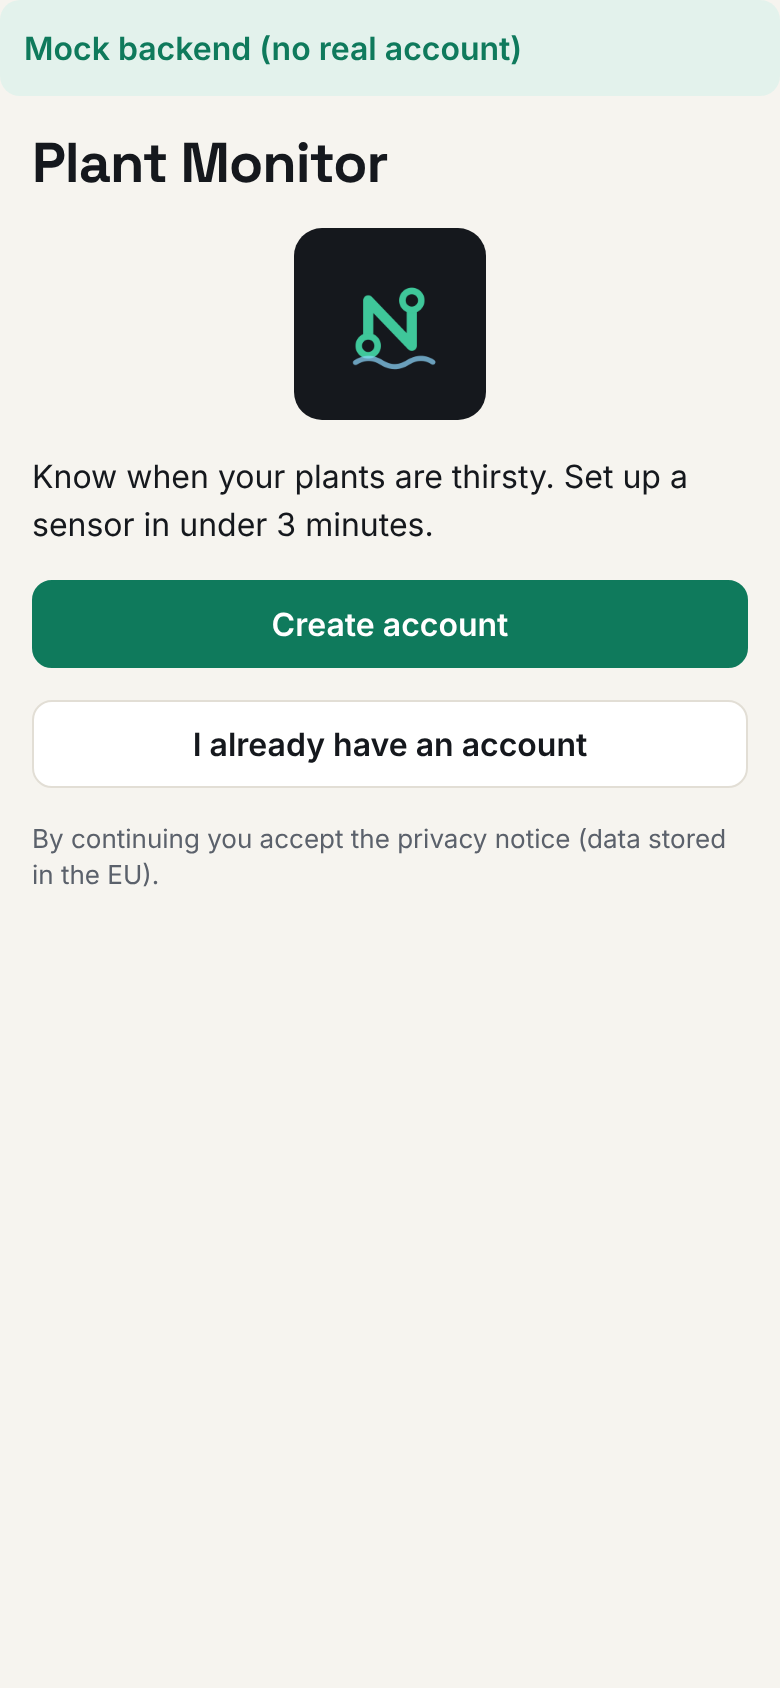 Mock backend (no real account)
Plant Monitor
Know when your plants are thirsty. Set up a
sensor in under 3 minutes.
Create account
I already have an account
By continuing you accept the privacy notice (data stored
in the EU).